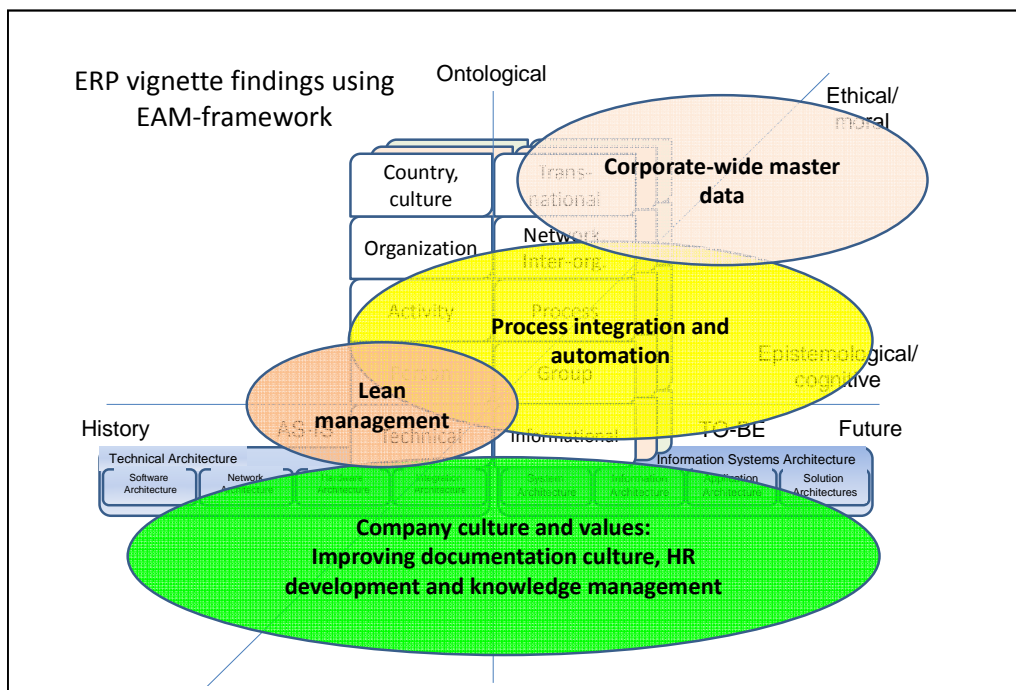 ERP vignette findings using
EAM-framework
Ontological
Ethical/
moral
Country,
culture
Trans-
national
Corporate-wide master
data
Organization
Network
Inter-org.
Activity
Process
Process integration and
automation
Person
Group
Epistemological/
cognitive
Lean
management
Technical
Informational
History
AS-IS
TO-BE
Future
Technical Architecture
Information Systems Architecture
Software
Architecture
Network
Architecture
Hardware
Architecture
Integration
Architecture
System
Architecture
Information
Architecture
Application
Architecture
Solution
Architectures
Company culture and values:
Improving documentation culture, HR
development and knowledge management